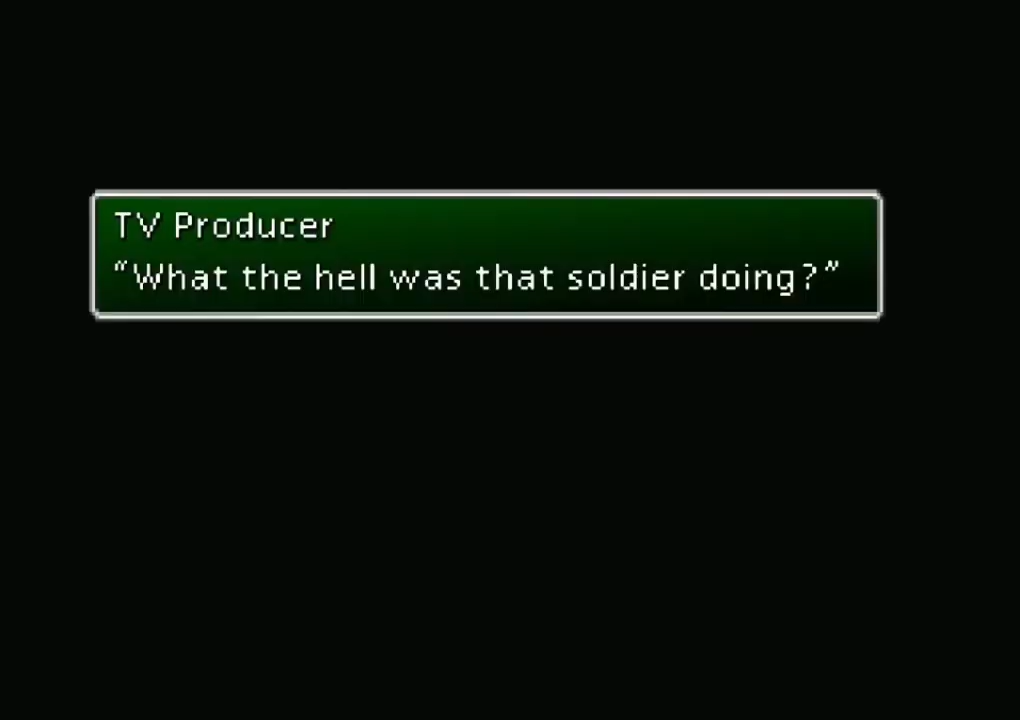 TV Producer
“What the hell was that soldier doing?”